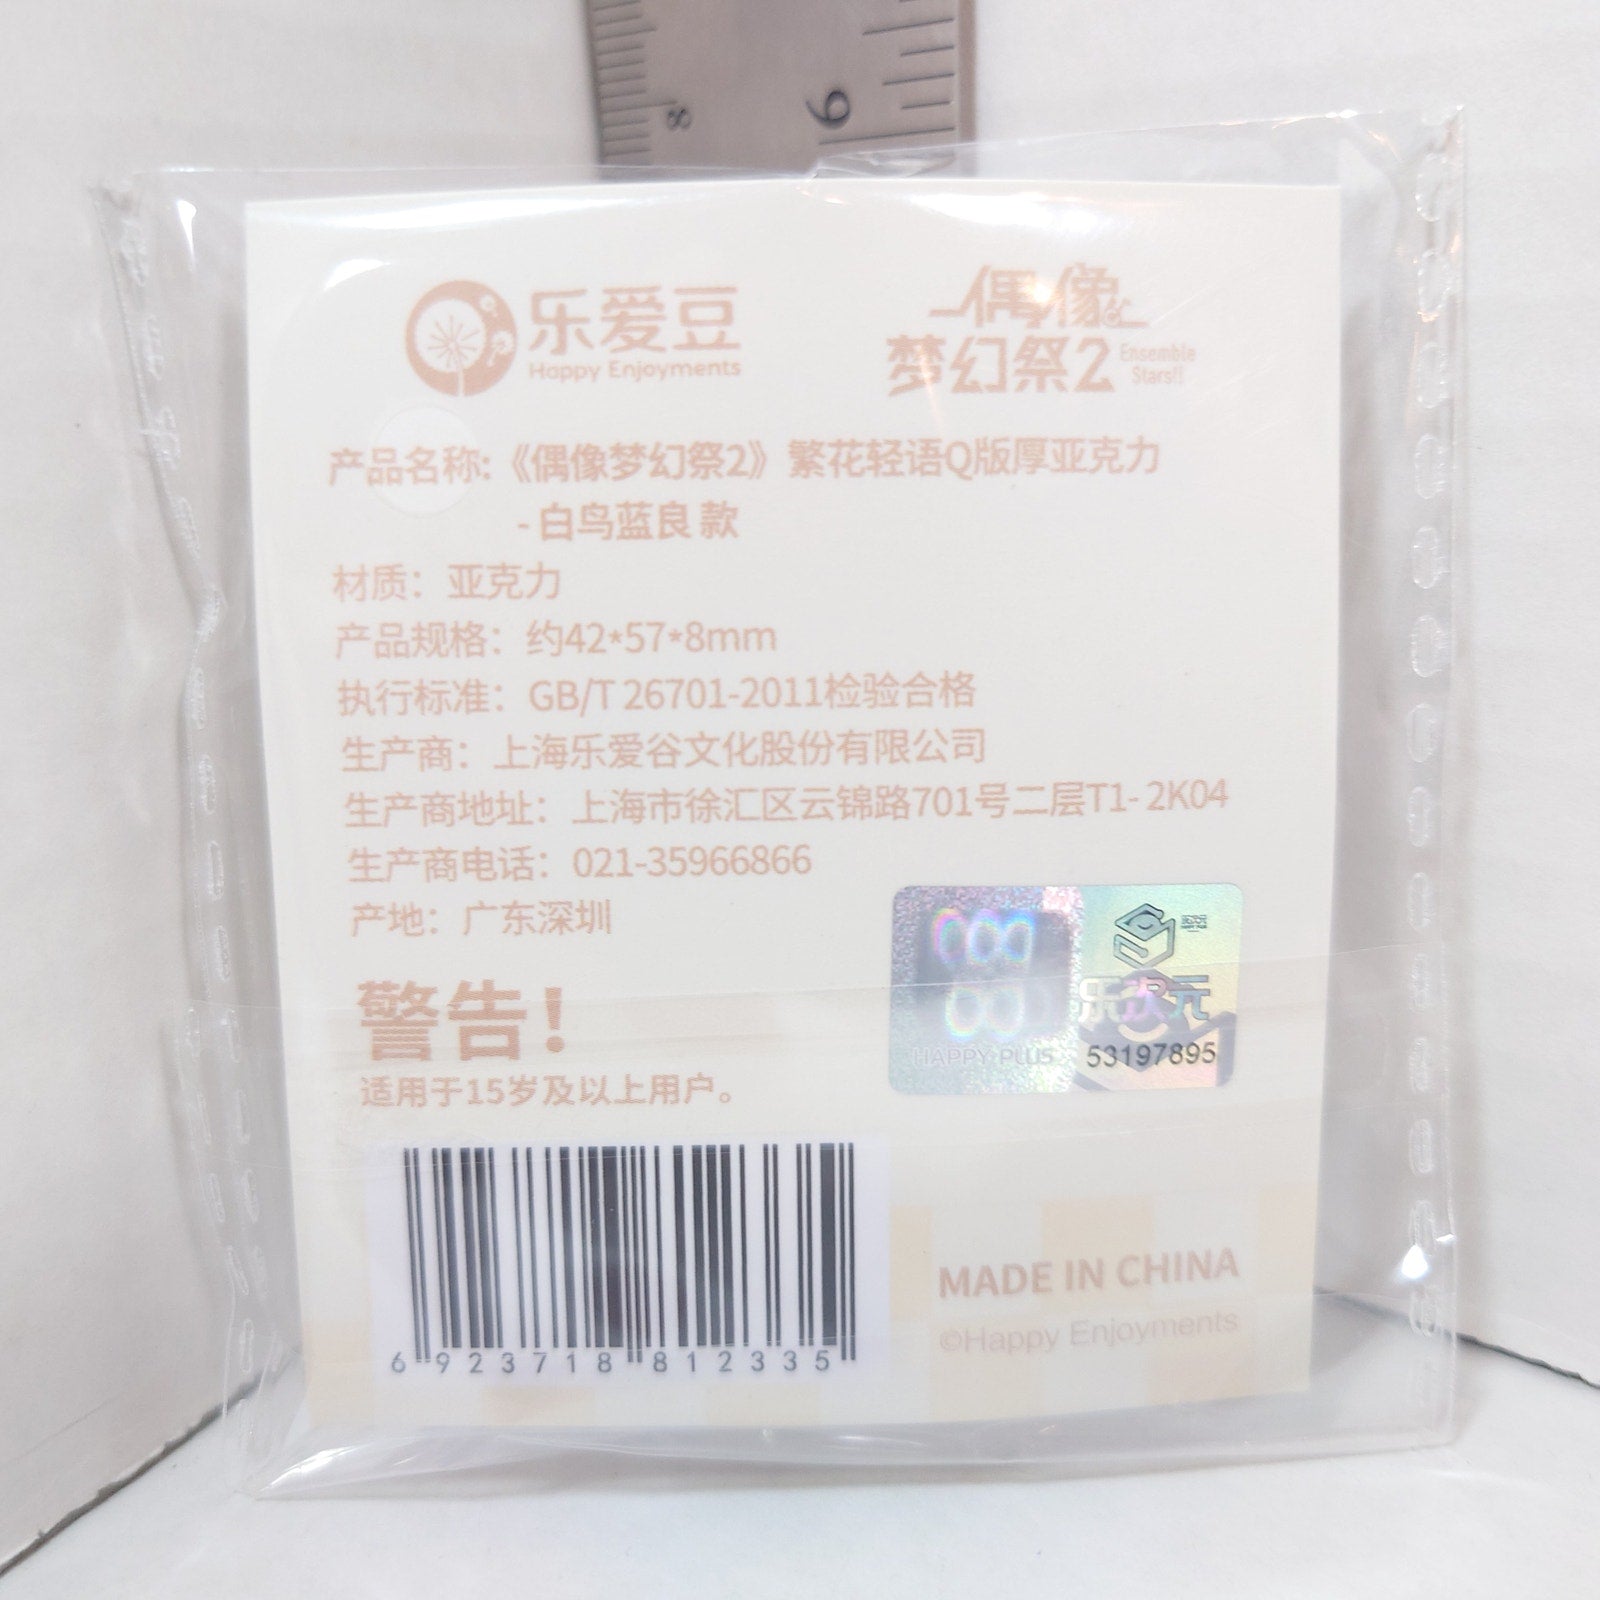 8
9
乐爱豆
Happy Enjoyments
偶像
梦幻祭2
Ensemble
Stars!!
产品名称:《偶像梦幻祭2》繁花轻语Q版厚亚克力
- 白鸟蓝良 款
材质：亚克力
产品规格：约42*57*8mm
执行标准：GB/T 26701-2011检验合格
生产商：上海乐爱谷文化股份有限公司
生产商地址：上海市徐汇区云锦路701号二层T1- 2K04
生产商电话：021-35966866
产地：广东深圳
乐次元
HAPPY PLUS
53197895
警告！
适用于15岁及以上用户。
6 923718 812335
MADE IN CHINA
©Happy Enjoyments